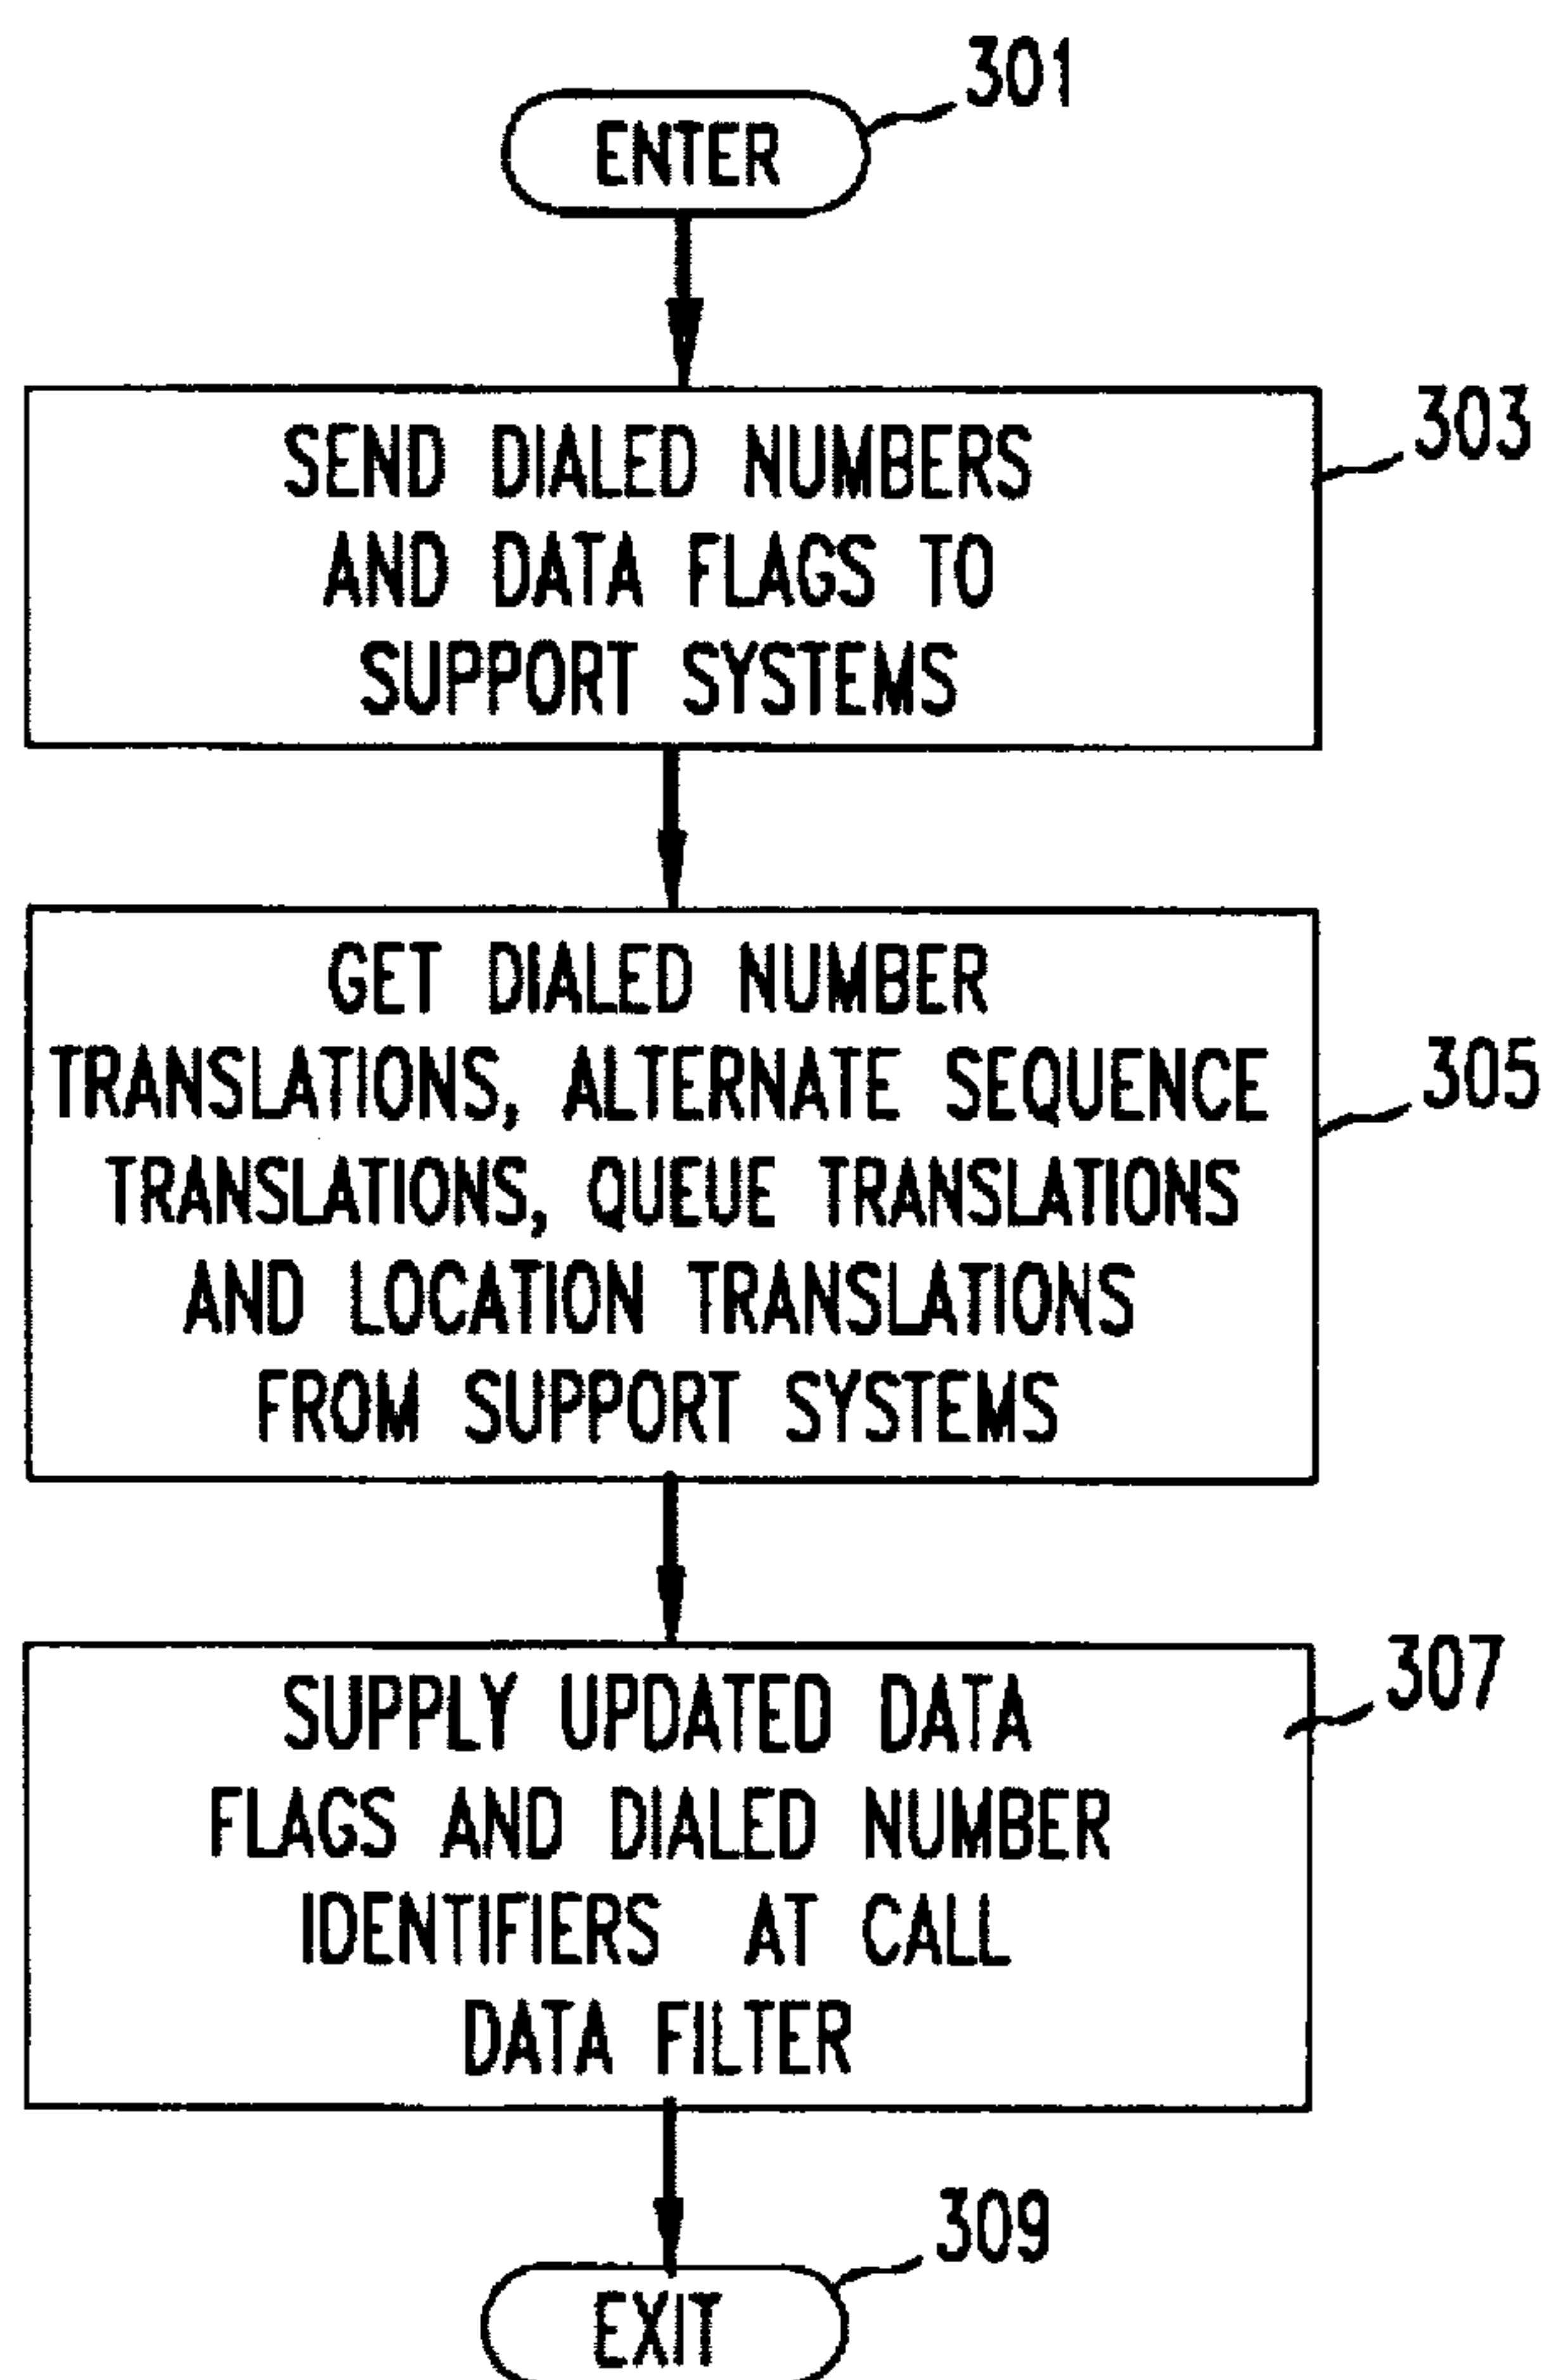 301
ENTER
303
SEND DIALED NUMBERS
AND DATA FLAGS TO
SUPPORT SYSTEMS
GET DIALED NUMBER
TRANSLATIONS, ALTERNATE SEQUENCE
305
TRANSLATIONS, QUEUE TRANSLATIONS
AND LOCATION TRANSLATIONS
FROM SUPPORT SYSTEMS
307
SUPPLY UPDATED DATA
FLAGS AND DIALED NUMBER
IDENTIFIERS AT CALL
DATA FILTER
309
EXIT